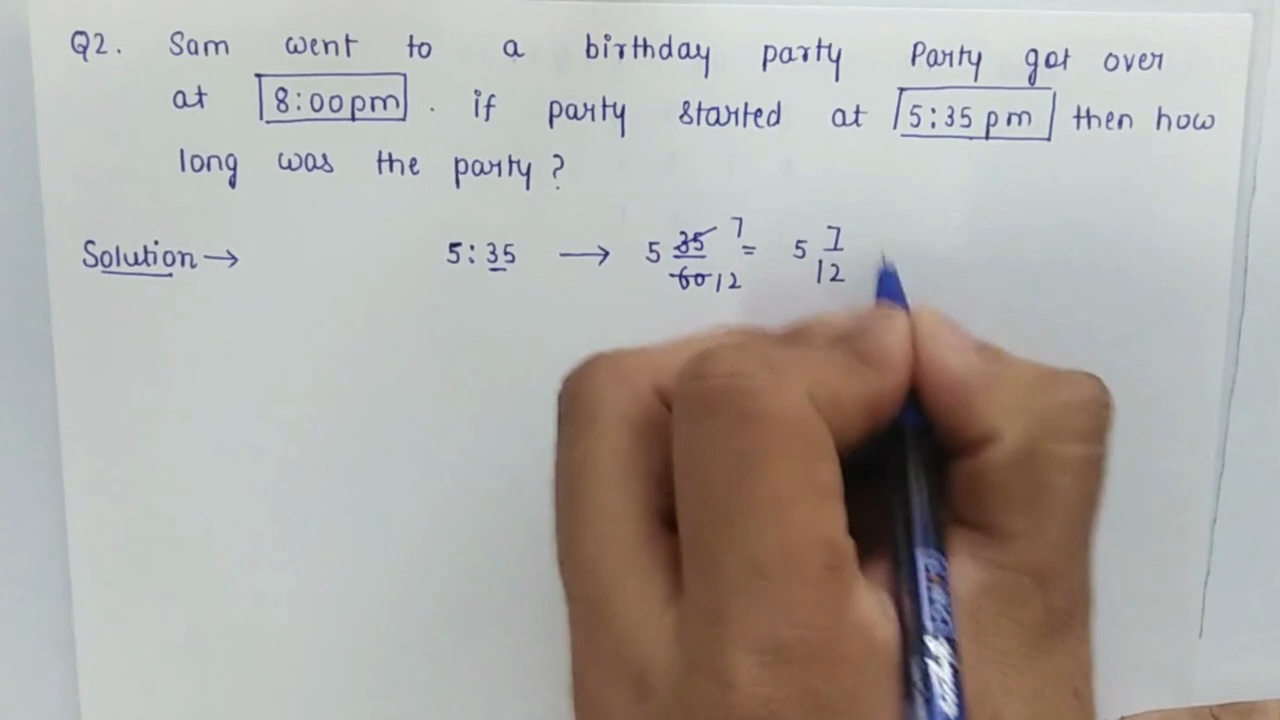 Q2. Sam went to a birthday party Party got over
at 8:00pm . if party started at 5:35 pm then how
long was the party ?
Solution → 5:35 → 5 35/60 7/12 = 5 7/12